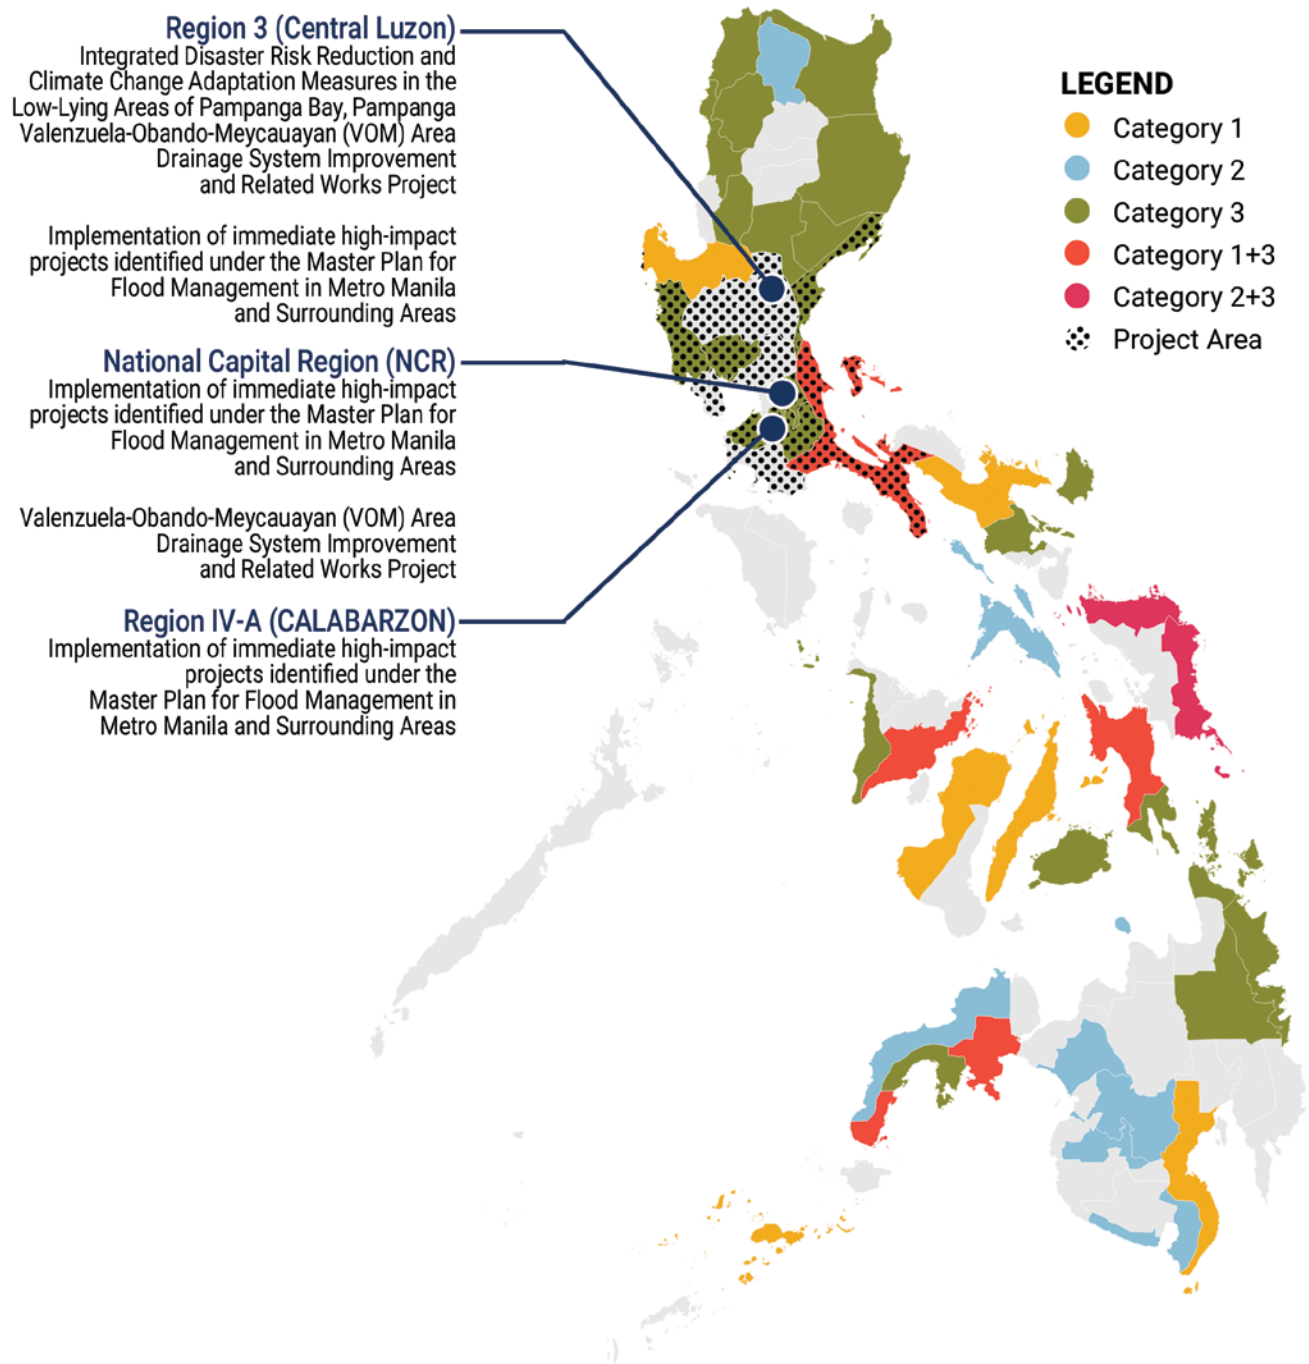 Region 3 (Central Luzon)
Integrated Disaster Risk Reduction and
Climate Change Adaptation Measures in the
Low-Lying Areas of Pampanga Bay, Pampanga
Valenzuela-Obando-Meycauayan (VOM) Area
Drainage System Improvement
and Related Works Project
Implementation of immediate high-impact
projects identified under the Master Plan for
Flood Management in Metro Manila
and Surrounding Areas
National Capital Region (NCR)
Implementation of immediate high-impact
projects identified under the Master Plan for
Flood Management in Metro Manila
and Surrounding Areas
Valenzuela-Obando-Meycauayan (VOM) Area
Drainage System Improvement
and Related Works Project
Region IV-A (CALABARZON)
Implementation of immediate high-impact
projects identified under the
Master Plan for Flood Management in
Metro Manila and Surrounding Areas
LEGEND
Category 1
Category 2
Category 3
Category 1+3
Category 2+3
Project Area